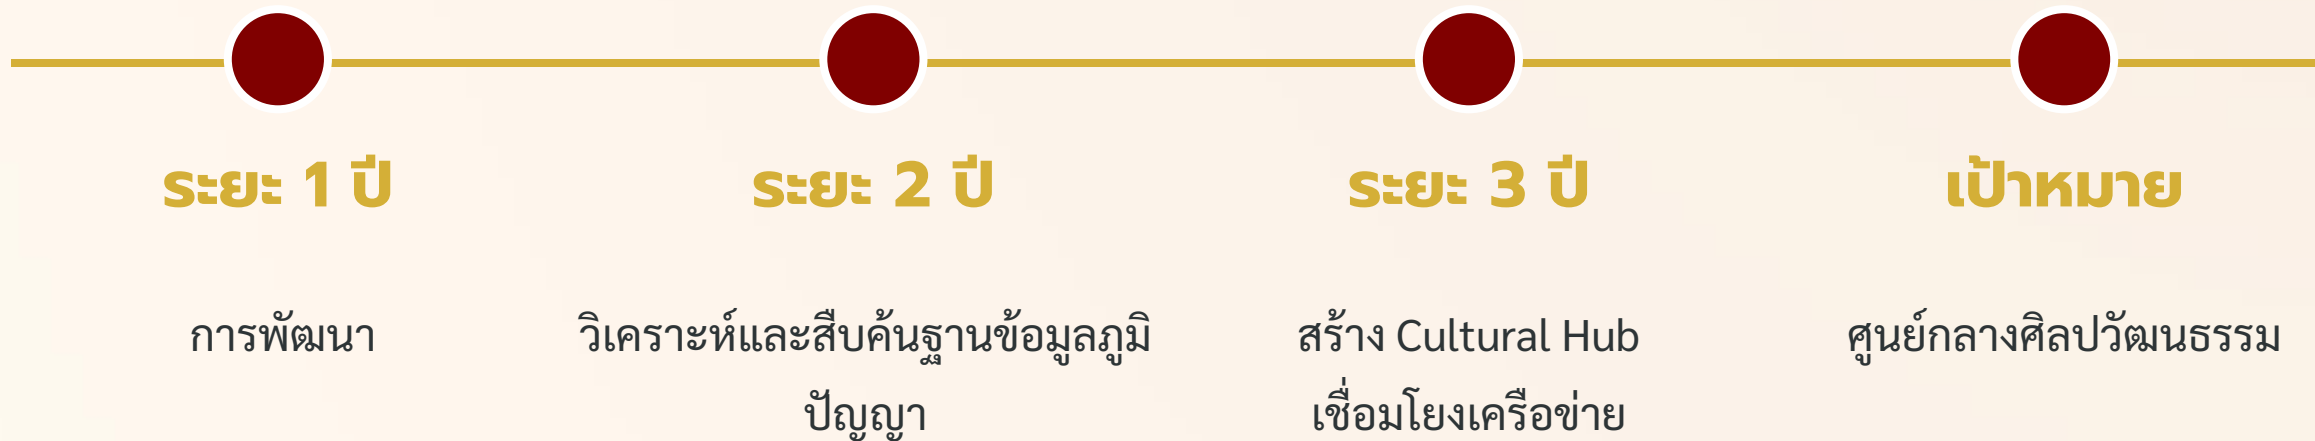 ระยะ 1 ปี
การพัฒนา
ระยะ 2 ปี
วิเคราะห์และสืบค้นฐานข้อมูลภูมิ
ปัญญา
ระยะ 3 ปี
สร้าง Cultural Hub
เชื่อมโยงเครือข่าย
เป้าหมาย
ศูนย์กลางศิลปวัฒนธรรม